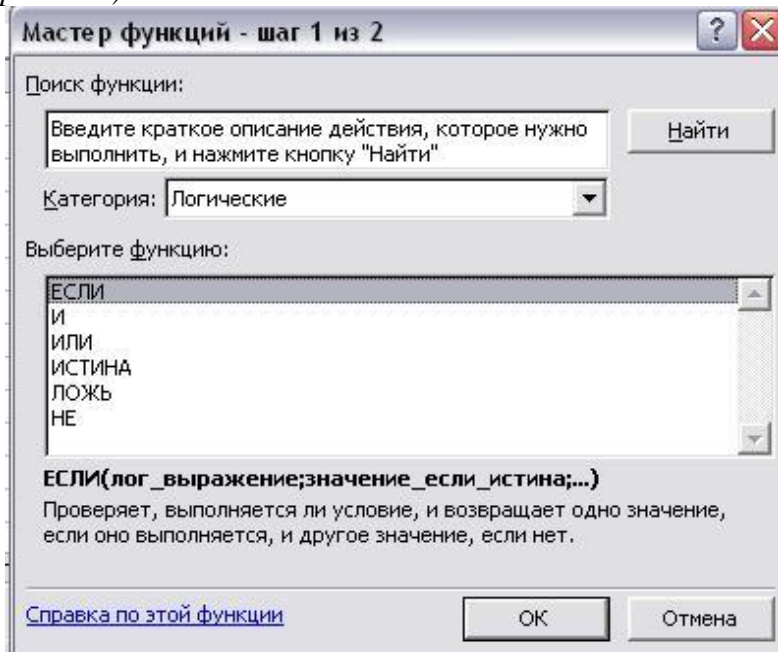 Мастер функций - шаг 1 из 2
Поиск функции:
Введите краткое описание действия, которое нужно
выполнить, и нажмите кнопку "Найти"
Найти
Категория: Логические
Выберите функцию:
ЕСЛИ
И
ИЛИ
ИСТИНА
ЛОЖЬ
НЕ
ЕСЛИ(лог_выражение;значение_если_истина;...)
Проверяет, выполняется ли условие, и возвращает одно значение,
если оно выполняется, и другое значение, если нет.
Справка по этой функции
ОК
Отмена